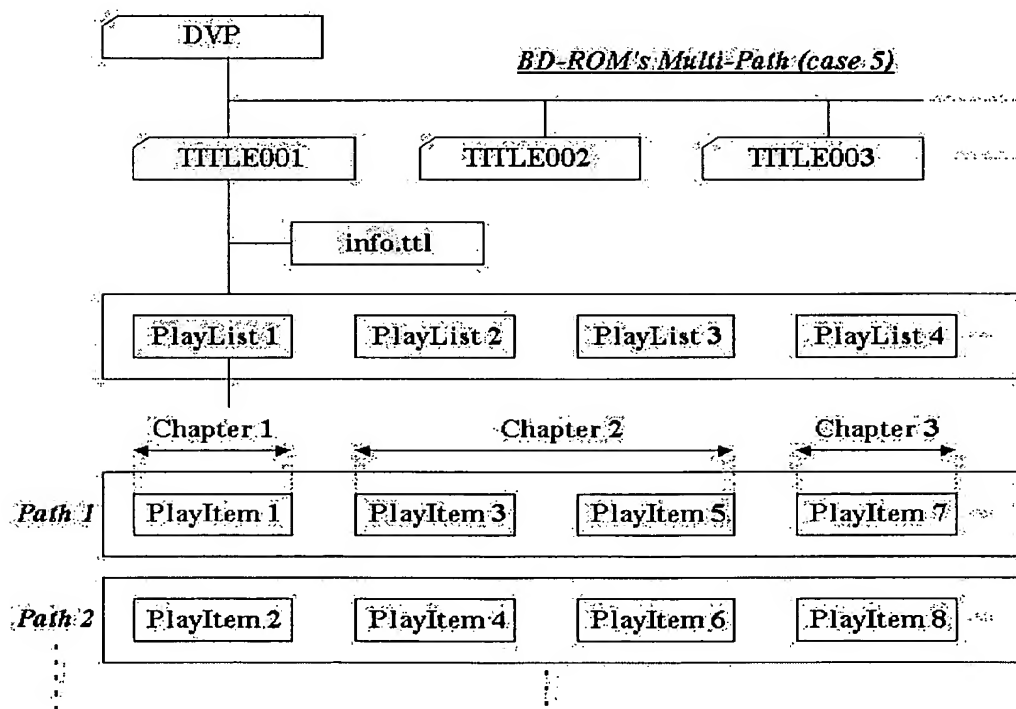 DVP
BD-ROM's Multi-Path (case 5)
TITLE001 TITLE002 TITLE003
info.ttl
PlayList 1 PlayList 2 PlayList 3 PlayList 4
Chapter 1 Chapter 2 Chapter 3
Path 1 PlayItem 1 PlayItem 3 PlayItem 5 PlayItem 7
Path 2 PlayItem 2 PlayItem 4 PlayItem 6 PlayItem 8